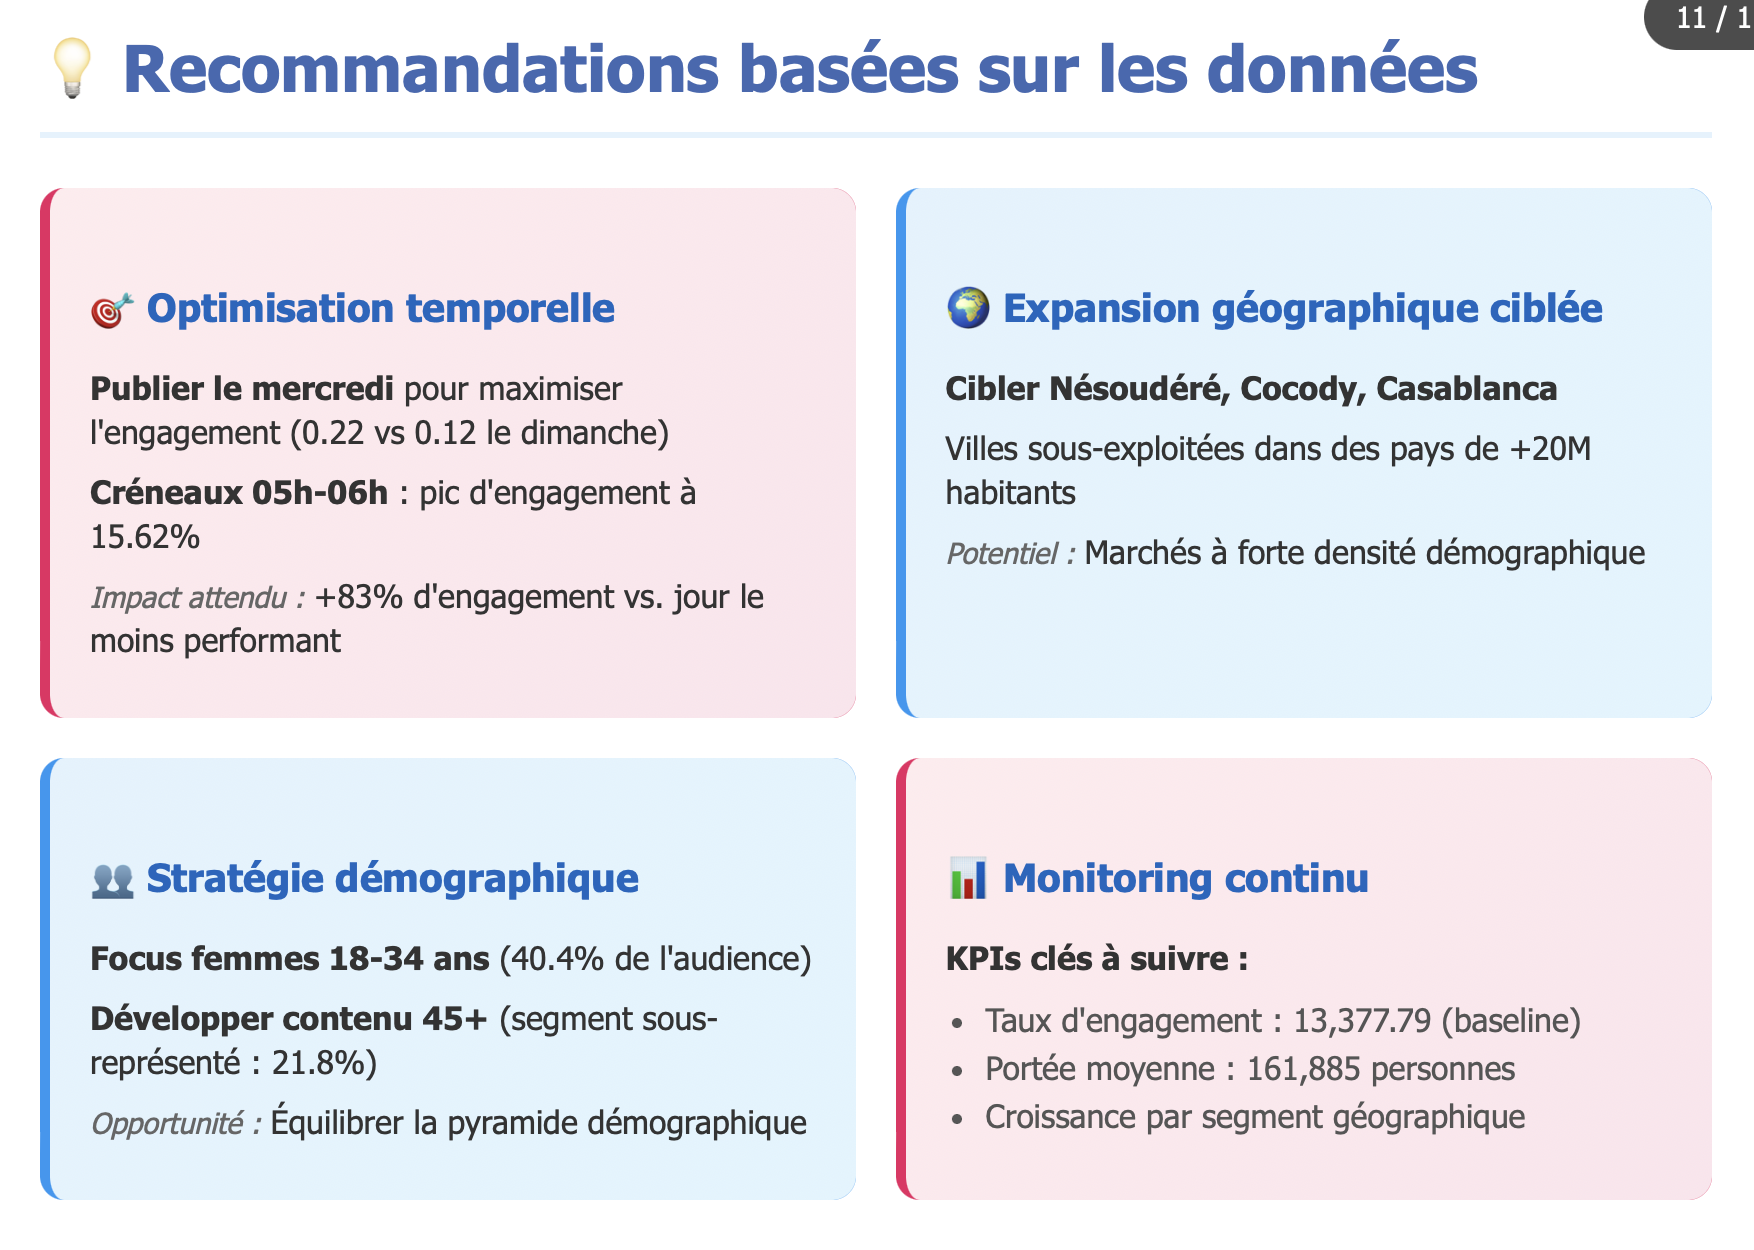 11 / 1
💡 Recommandations basées sur les données
🎯 Optimisation temporelle
Publier le mercredi pour maximiser
l'engagement (0.22 vs 0.12 le dimanche)
Créneaux 05h-06h : pic d'engagement à
15.62%
Impact attendu : +83% d'engagement vs. jour le
moins performant
🌍 Expansion géographique ciblée
Cibler Nésoudéré, Cocody, Casablanca
Villes sous-exploitées dans des pays de +20M
habitants
Potentiel : Marchés à forte densité démographique
👥 Stratégie démographique
Focus femmes 18-34 ans (40.4% de l'audience)
Développer contenu 45+ (segment sous-
représenté : 21.8%)
Opportunité : Équilibrer la pyramide démographique
📊 Monitoring continu
KPIs clés à suivre :
• Taux d'engagement : 13,377.79 (baseline)
• Portée moyenne : 161,885 personnes
• Croissance par segment géographique